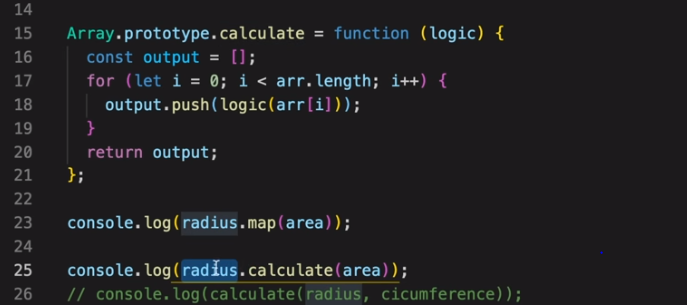 14
15 Array.prototype.calculate = function (logic) {
16 const output = [];
17 for (let i = 0; i < arr.length; i++) {
18 output.push(logic(arr[i]));
19 }
20 return output;
21 };
22
23 console.log(radius.map(area));
24
25 console.log(radius.calculate(area));
26 // console.log(calculate(radius, cicumference));